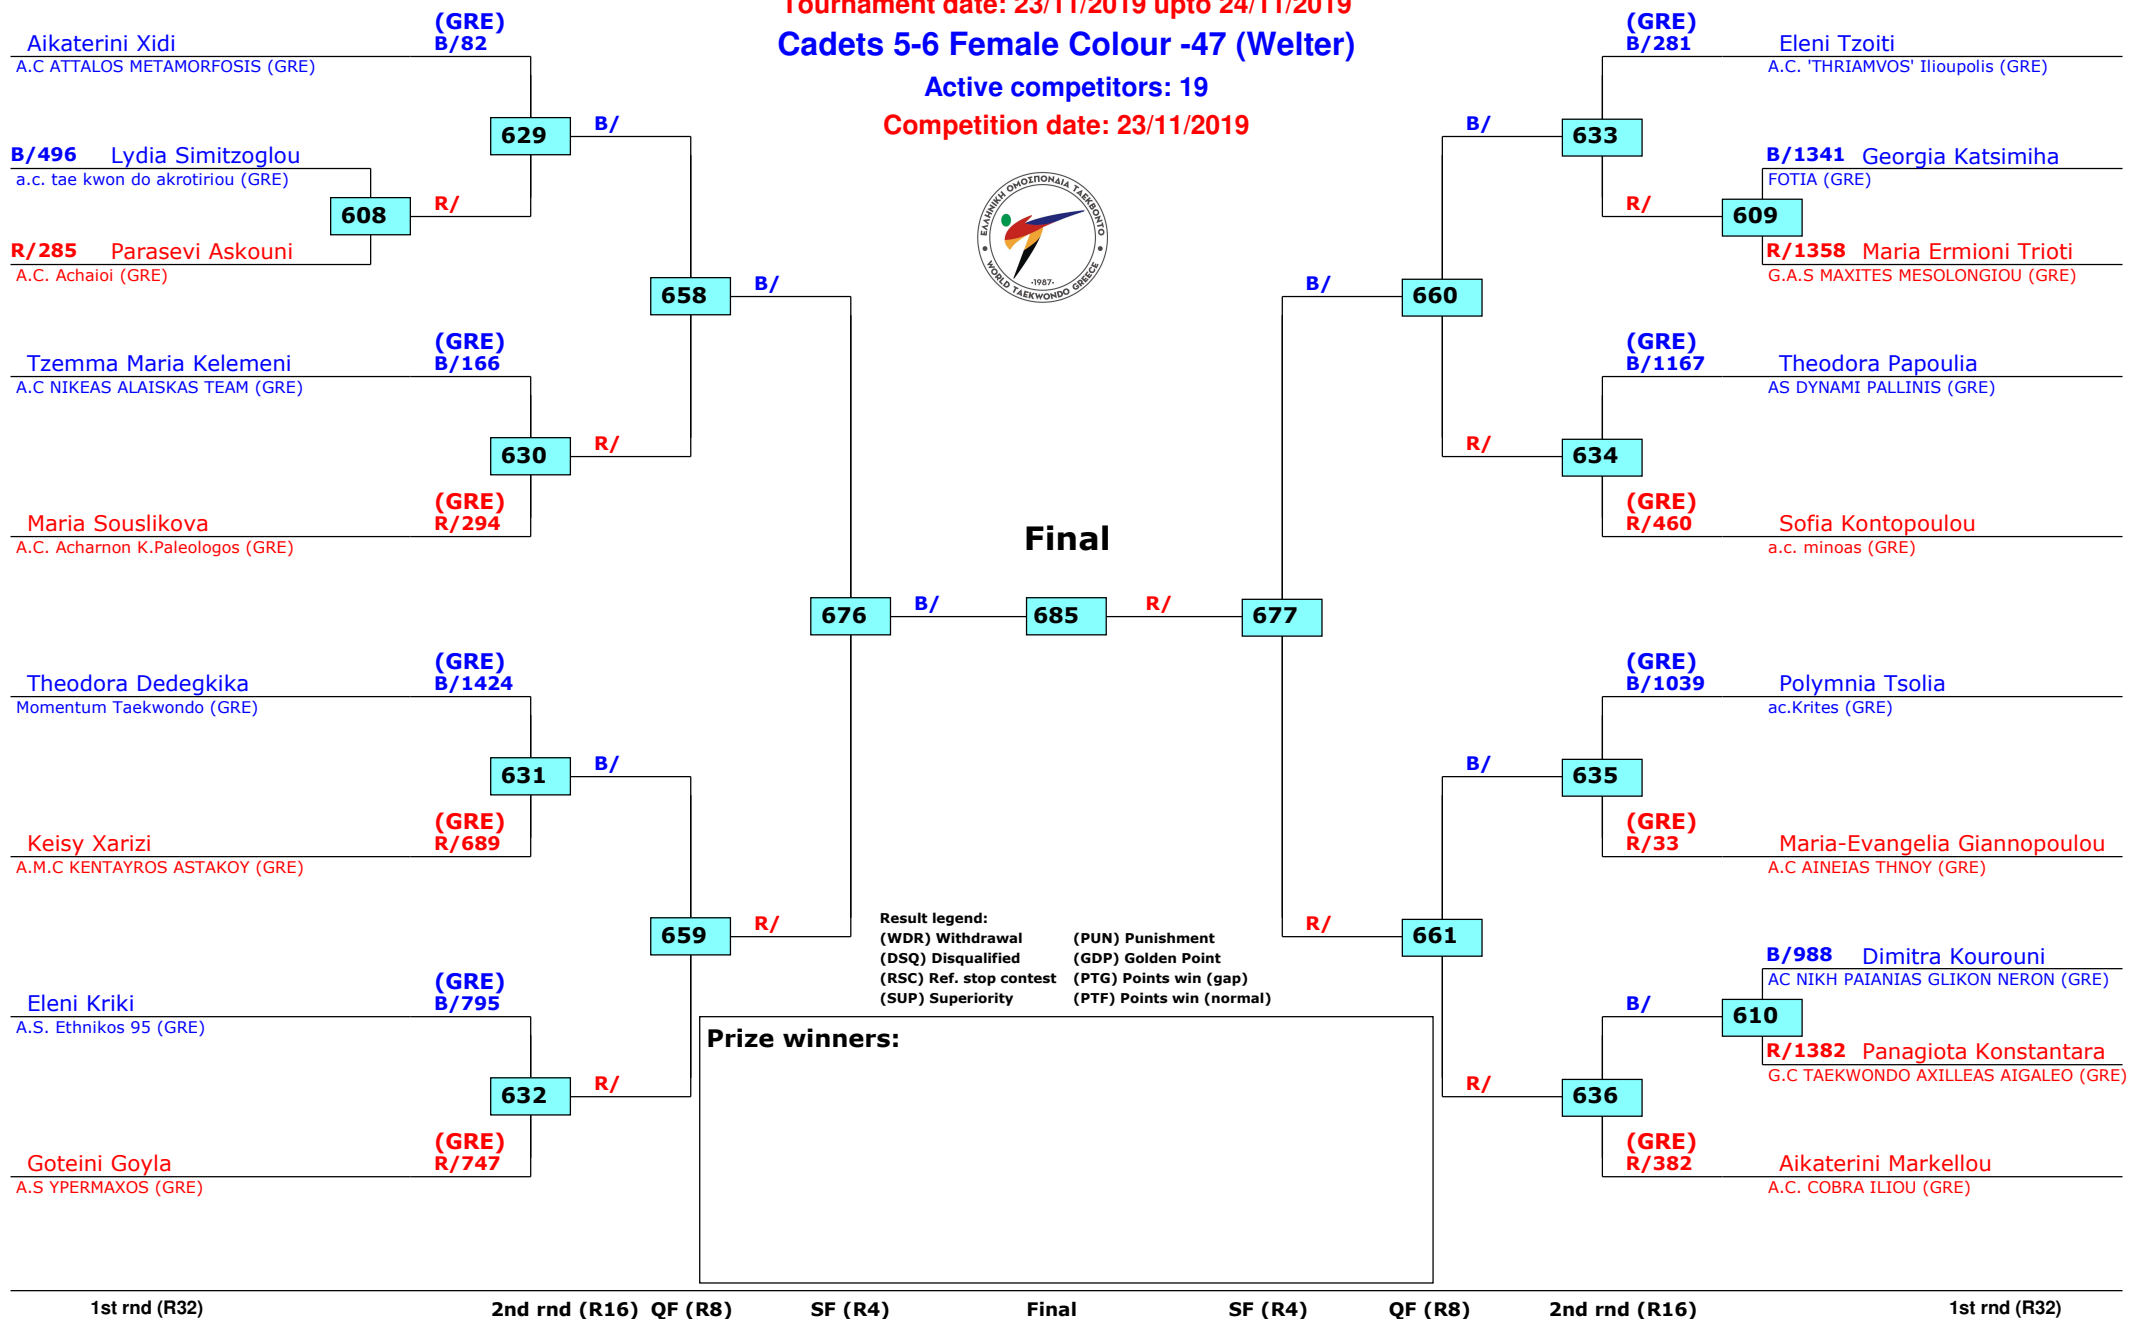 Tournament date: 23/11/2019 upto 24/11/2019
Cadets 5-6 Female Colour -47 (Welter)
Active competitors: 19
Competition date: 23/11/2019
ΕΛΛΗΝΙΚΗ ΟΜΟΣΠΟΝΔΙΑ ΤΑΕΚΒΟΝΤΟ
·1987·
WORLD TAEKWONDO GREECE
(GRE)
Aikaterini Xidi B/82
A.C ATTALOS METAMORFOSIS (GRE)
629 B/
B/496 Lydia Simitzoglou
a.c. tae kwon do akrotiriou (GRE)
608 R/
R/285 Parasevi Askouni
A.C. Achaioi (GRE)
658 B/
(GRE)
Tzemma Maria Kelemeni B/166
A.C NIKEAS ALAISKAS TEAM (GRE)
630 R/
(GRE)
Maria Souslikova R/294
A.C. Acharnon K.Paleologos (GRE)
676 B/
(GRE)
Theodora Dedegkika B/1424
Momentum Taekwondo (GRE)
631 B/
(GRE)
Keisy Xarizi R/689
A.M.C KENTAYROS ASTAKOY (GRE)
659 R/
(GRE)
Eleni Kriki B/795
A.S. Ethnikos 95 (GRE)
632 R/
(GRE)
Goteini Goyla R/747
A.S YPERMAXOS (GRE)
Final
685
(GRE)
B/281 Eleni Tzoiti
A.C. 'THRIAMVOS' Ilioupolis (GRE)
B/ 633
B/1341 Georgia Katsimiha
FOTIA (GRE)
R/ 609
R/1358 Maria Ermioni Trioti
G.A.S MAXITES MESOLONGIOU (GRE)
B/ 660
(GRE)
B/1167 Theodora Papoulia
AS DYNAMI PALLINIS (GRE)
R/ 634
(GRE)
R/460 Sofia Kontopoulou
a.c. minoas (GRE)
R/ 677
(GRE)
B/1039 Polymnia Tsolia
ac.Krites (GRE)
B/ 635
(GRE)
R/33 Maria-Evangelia Giannopoulou
A.C AINEIAS THNOY (GRE)
R/ 661
B/988 Dimitra Kourouni
AC NIKH PAIANIAS GLIKON NERON (GRE)
B/ 610
R/1382 Panagiota Konstantara
G.C TAEKWONDO AXILLEAS AIGALEO (GRE)
R/ 636
(GRE)
R/382 Aikaterini Markellou
A.C. COBRA ILIOU (GRE)
Result legend:
(WDR) Withdrawal (PUN) Punishment
(DSQ) Disqualified (GDP) Golden Point
(RSC) Ref. stop contest (PTG) Points win (gap)
(SUP) Superiority (PTF) Points win (normal)
Prize winners:
1st rnd (R32) 2nd rnd (R16) QF (R8) SF (R4) Final SF (R4) QF (R8) 2nd rnd (R16) 1st rnd (R32)